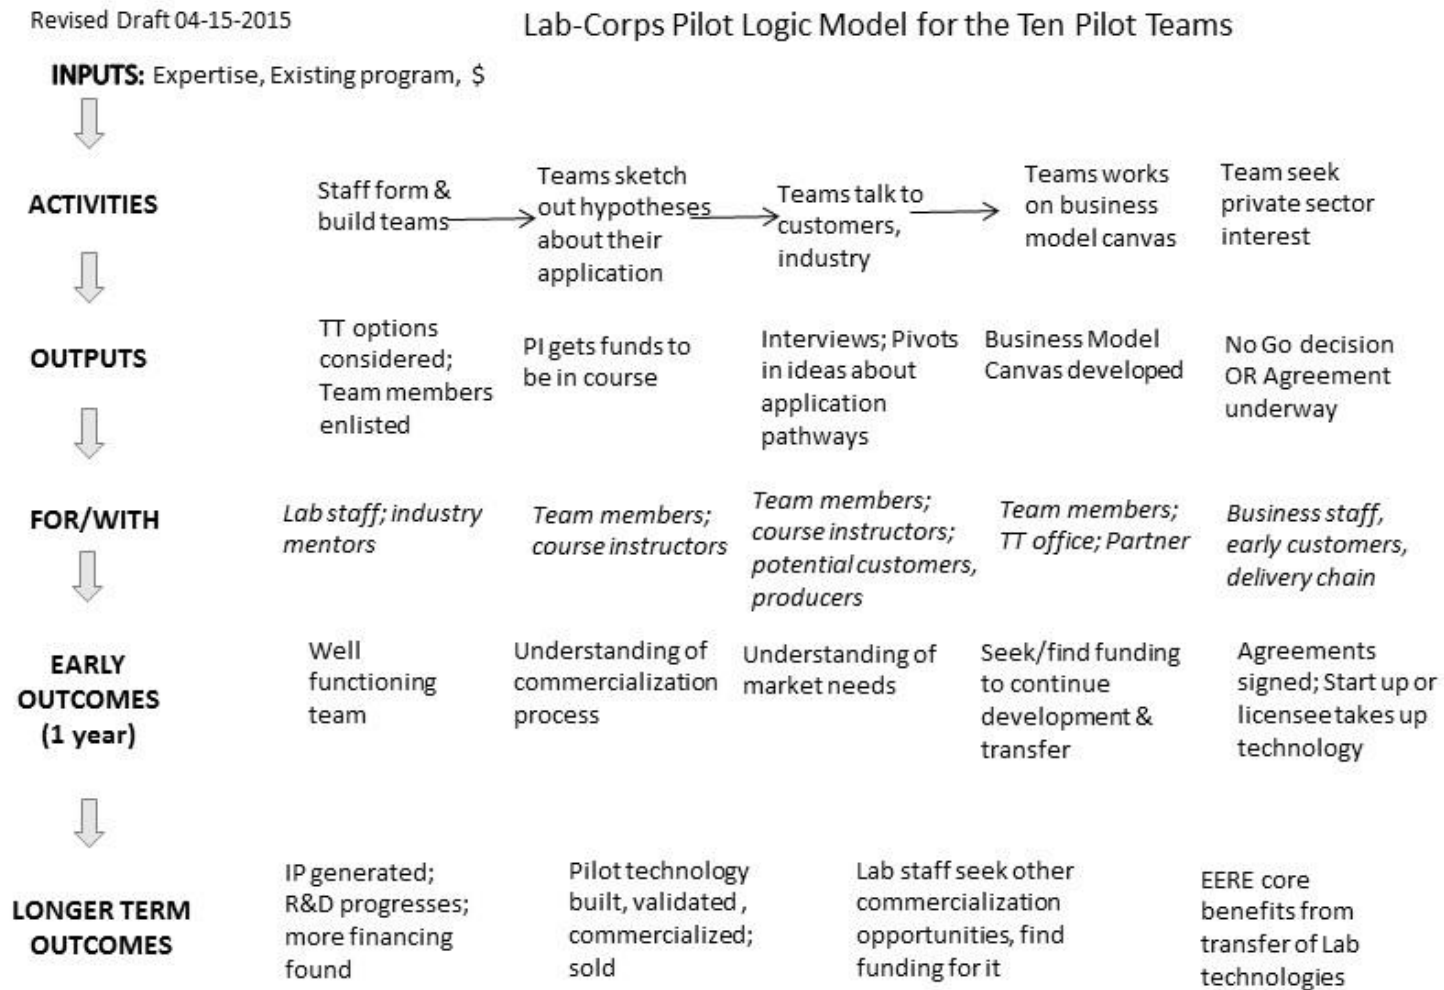 Revised Draft 04-15-2015
Lab-Corps Pilot Logic Model for the Ten Pilot Teams
INPUTS: Expertise, Existing program, $
ACTIVITIES
Staff form &
build teams
Teams sketch
out hypotheses
about their
application
Teams talk to
customers,
industry
Teams works
on business
model canvas
Team seek
private sector
interest
OUTPUTS
TT options
considered;
Team members
enlisted
PI gets funds to
be in course
Interviews; Pivots
in ideas about
application
pathways
Business Model
Canvas developed
No Go decision
OR Agreement
underway
FOR/WITH
Lab staff; industry
mentors
Team members;
course instructors
Team members;
course instructors;
potential customers,
producers
Team members;
TT office; Partner
Business staff,
early customers,
delivery chain
EARLY
OUTCOMES
(1 year)
Well
functioning
team
Understanding of
commercialization
process
Understanding of
market needs
Seek/find funding
to continue
development &
transfer
Agreements
signed; Start up or
licensee takes up
technology
LONGER TERM
OUTCOMES
IP generated;
R&D progresses;
more financing
found
Pilot technology
built, validated ,
commercialized;
sold
Lab staff seek other
commercialization
opportunities, find
funding for it
EERE core
benefits from
transfer of Lab
technologies